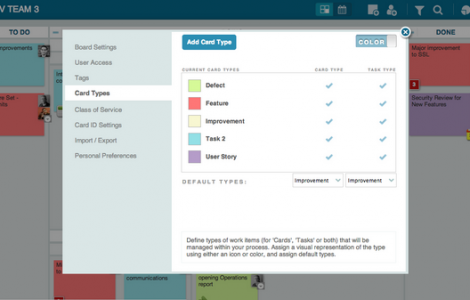 V TEAM 3
TO DO
DONE
improvements
Major improvement
to SSL
Security Review for
New Features
Board Settings
User Access
Tags
Card Types
Class of Service
Card ID Settings
Import / Export
Personal Preferences
Add Card Type
COLOR
CURRENT CARD TYPES CARD TYPE TASK TYPE
Defect
Feature
Improvement
Task 2
User Story
DEFAULT TYPES: Improvement Improvement
Define types of work items (for 'Cards', 'Tasks' or both) that will be
managed within your process. Assign a visual representation of the type
using either an icon or color, and assign default types.
communications
opening Operations
report